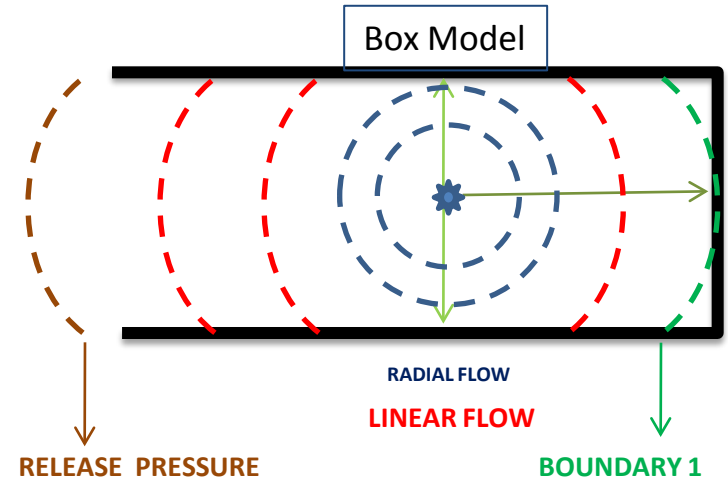 Box Model
RADIAL FLOW
LINEAR FLOW
RELEASE PRESSURE
BOUNDARY 1